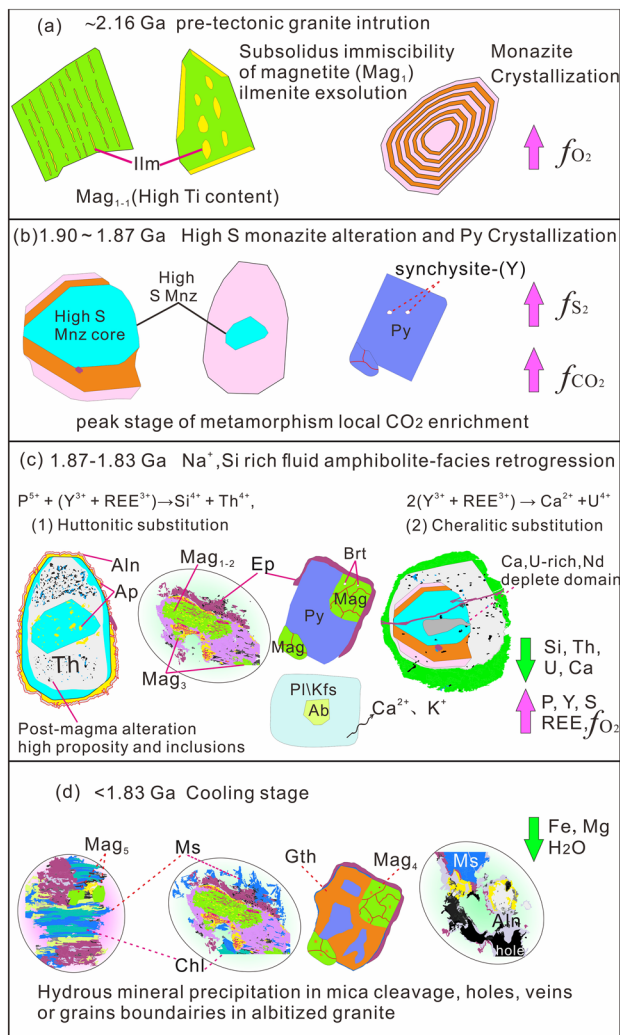 (a) ~2.16 Ga pre-tectonic granite intrution
Subsolidus immiscibility
of magnetite (Mag₁)
ilmenite exsolution
Monazite
Crystallization
Ilm
Mag₁₋₁(High Ti content)
fO₂
(b)1.90 ~ 1.87 Ga High S monazite alteration and Py Crystallization
High S
Mnz core
High
S Mnz
synchysite-(Y)
Py
fS₂
fCO₂
peak stage of metamorphism local CO₂ enrichment
(c) 1.87-1.83 Ga Na⁺,Si rich fluid amphibolite-facies retrogression
P⁵⁺ + (Y³⁺ + REE³⁺)→Si⁴⁺ + Th⁴⁺,
(1) Huttonitic substitution
2(Y³⁺ + REE³⁺) → Ca²⁺ +U⁴⁺
(2) Cheralitic substitution
Aln
Ap
Th
Mag₁₋₂
Mag₃
Ep
Brt
Mag
Py
Mag
Ca,U-rich,Nd
deplete domain
Pl\Kfs
Ab
Ca²⁺、K⁺
Si, Th,
U, Ca
P, Y, S
REE,fO₂
Post-magma alteration
high proposity and inclusions
(d) <1.83 Ga Cooling stage
Mag₅
Ms
Chl
Gth
Mag₄
Ms
Aln
hole
Fe, Mg
H2O
Hydrous mineral precipitation in mica cleavage, holes, veins
or grains boundairies in albitized granite